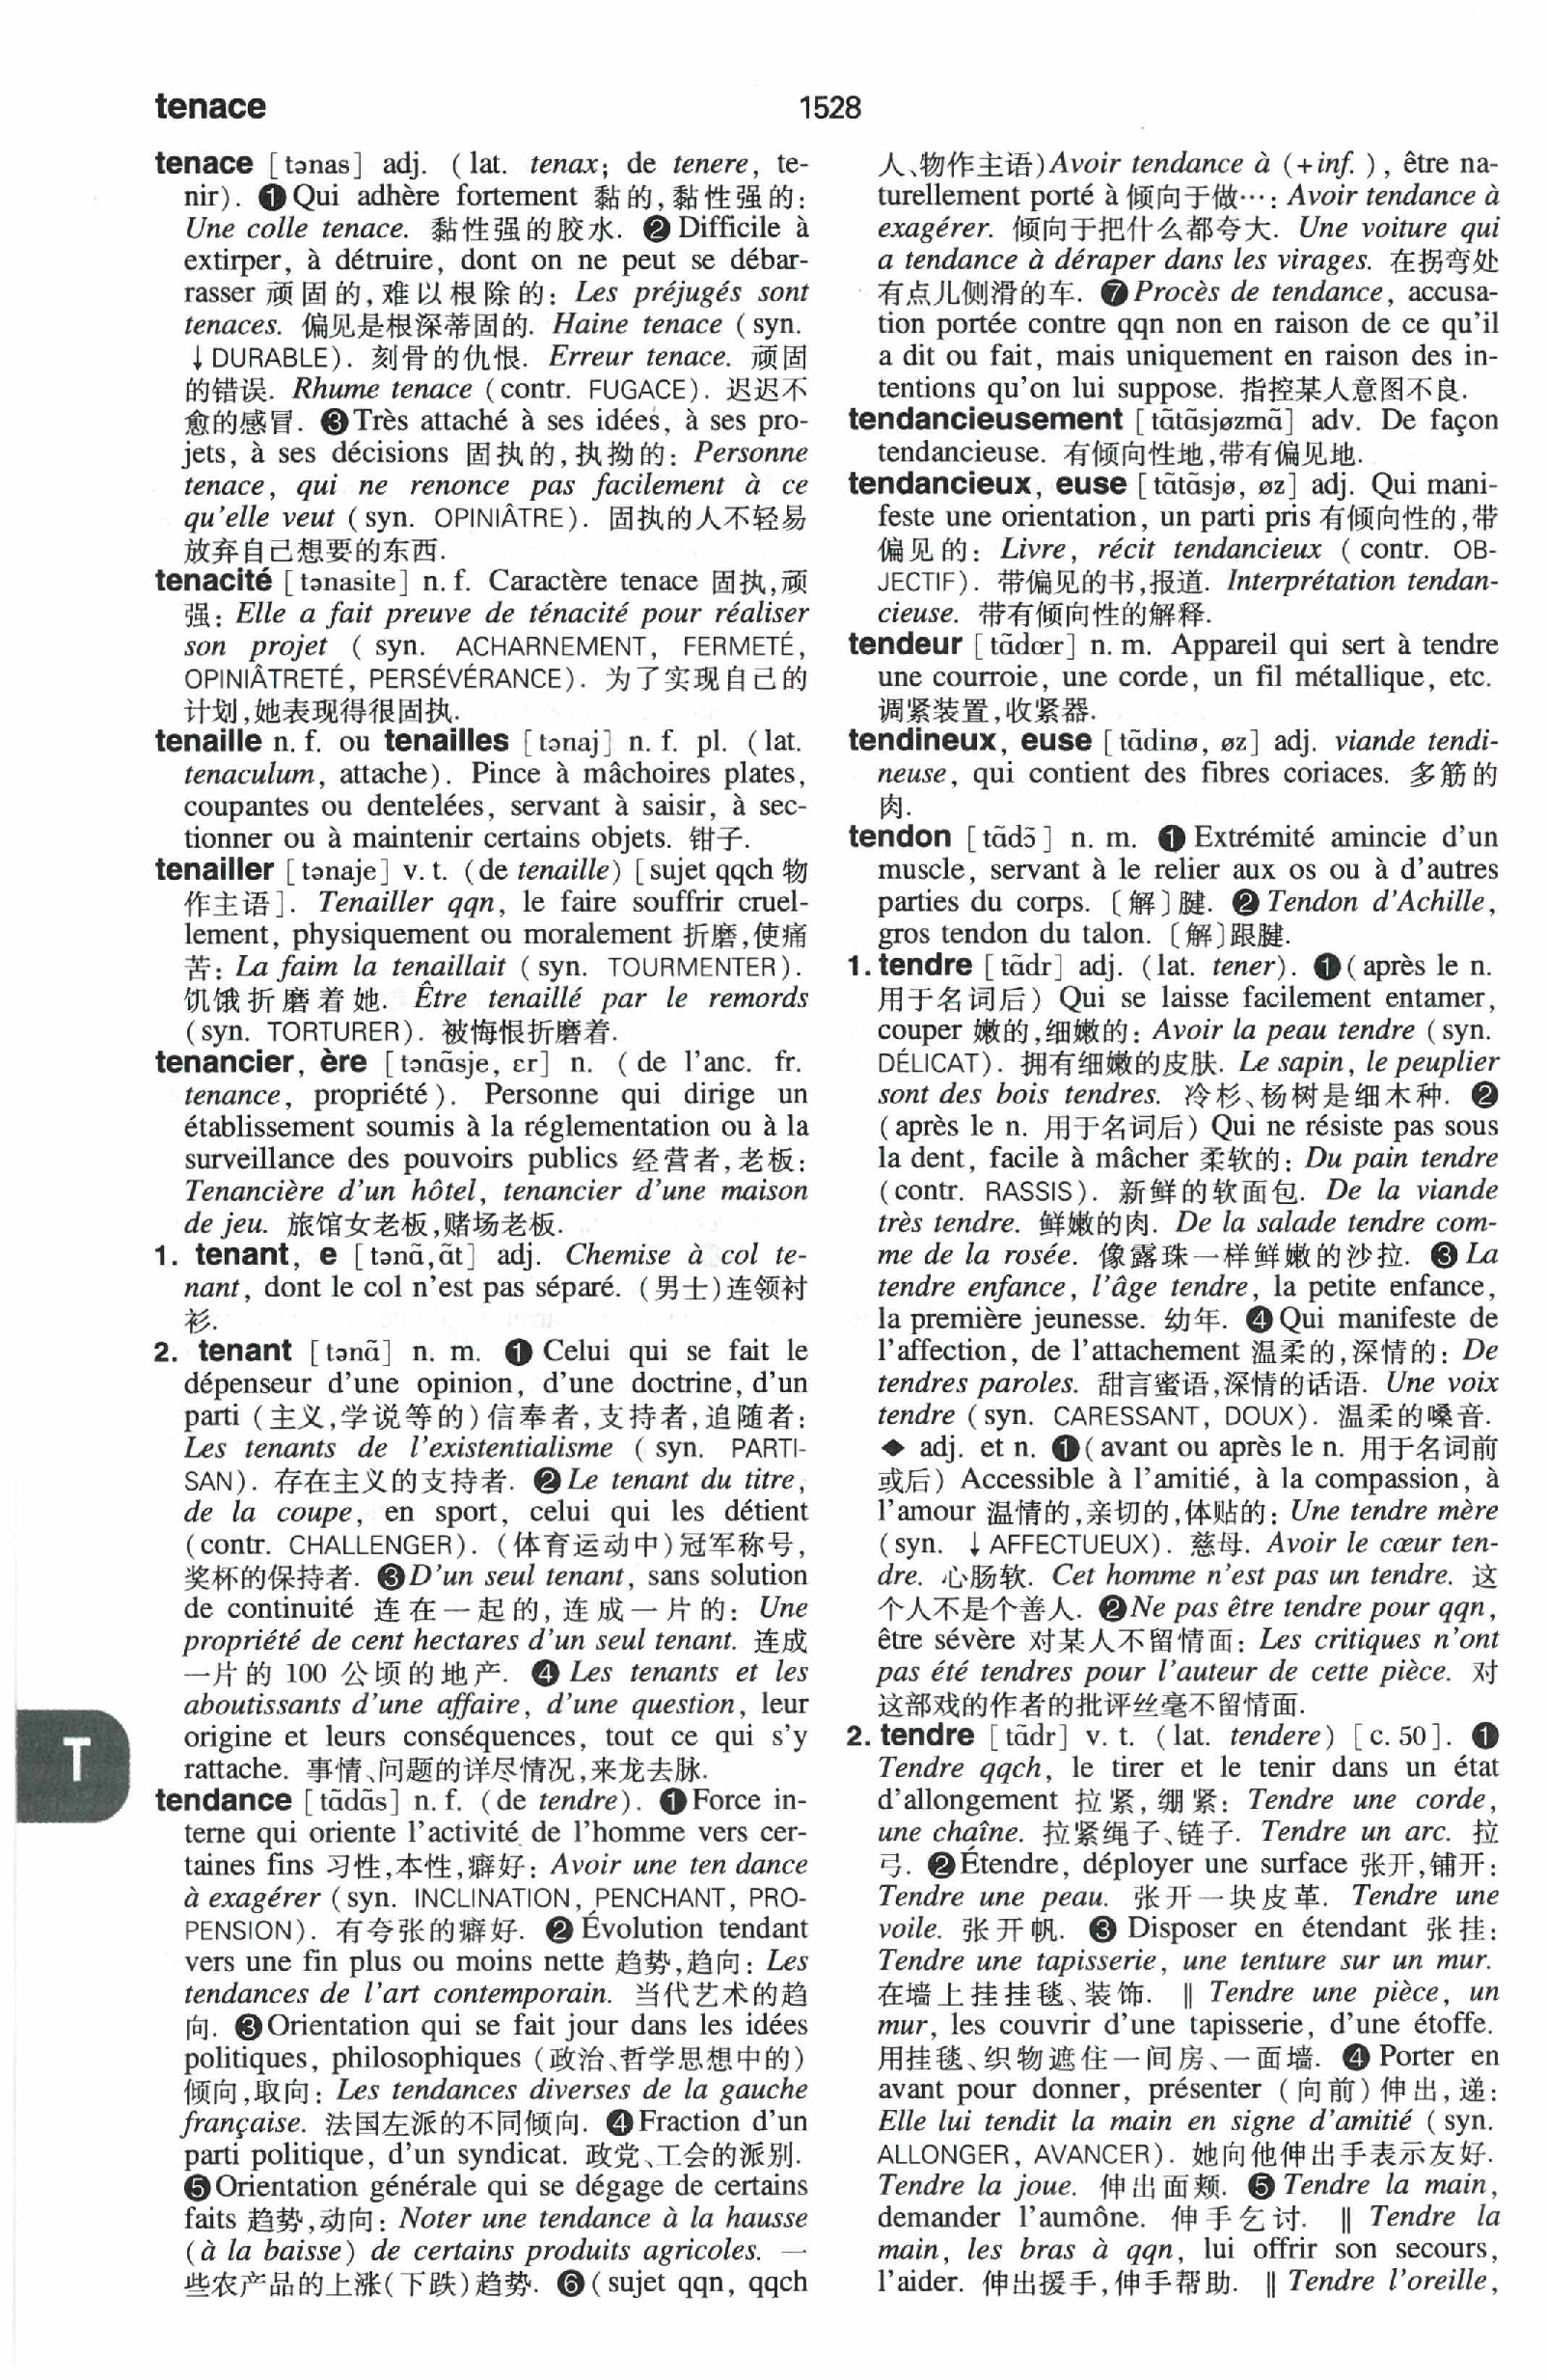 tenace
1528
tenace [tənas] adj. (lat. tenax; de tenere, te-
nir). ❶Qui adhère fortement 黏的,黏性强的:
Une colle tenace. 黏性强的胶水. ❷Difficile à
extirper, à détruire, dont on ne peut se débar-
rasser 顽固的,难以根除的: Les préjugés sont
tenaces. 偏见是根深蒂固的. Haine tenace (syn.
↓DURABLE). 刻骨的仇恨. Erreur tenace. 顽固
的错误. Rhume tenace (contr. FUGACE). 迟迟不
愈的感冒. ❸Très attaché à ses idées, à ses pro-
jets, à ses décisions 固执的,执拗的: Personne
tenace, qui ne renonce pas facilement à ce
qu'elle veut (syn. OPINIÂTRE). 固执的人不轻易
放弃自己想要的东西.
tenacité [tənasite] n. f. Caractère tenace 固执,顽
强: Elle a fait preuve de ténacité pour réaliser
son projet ( syn. ACHARNEMENT, FERMETÉ,
OPINIÂTRETÉ, PERSÉVÉRANCE). 为了实现自己的
计划,她表现得很固执.
tenaille n. f. ou tenailles [tənaj] n. f. pl. (lat.
tenaculum, attache). Pince à mâchoires plates,
coupantes ou dentelées, servant à saisir, à sec-
tionner ou à maintenir certains objets. 钳子.
tenailler [tənaje] v. t. (de tenaille) [sujet qqch 物
作主语]. Tenailler qqn, le faire souffrir cruel-
lement, physiquement ou moralement 折磨,使痛
苦: La faim la tenaillait (syn. TOURMENTER).
饥饿折磨着她. Être tenaillé par le remords
(syn. TORTURER). 被悔恨折磨着.
tenancier, ère [tənɑ̃sje, ɛr] n. (de l'anc. fr.
tenance, propriété). Personne qui dirige un
établissement soumis à la réglementation ou à la
surveillance des pouvoirs publics 经营者,老板:
Tenancière d'un hôtel, tenancier d'une maison
de jeu. 旅馆女老板,赌场老板.
1. tenant, e [tənɑ̃,ɑ̃t] adj. Chemise à col te-
nant, dont le col n'est pas séparé. (男士)连领衬
衫.
2. tenant [tənɑ̃] n. m. ❶Celui qui se fait le
dépenseur d'une opinion, d'une doctrine, d'un
parti (主义,学说等的)信奉者,支持者,追随者:
Les tenants de l'existentialisme ( syn. PARTI-
SAN). 存在主义的支持者. ❷Le tenant du titre,
de la coupe, en sport, celui qui les détient
(contr. CHALLENGER). (体育运动中)冠军称号,
奖杯的保持者. ❸D'un seul tenant, sans solution
de continuité 连在一起的,连成一片的: Une
propriété de cent hectares d'un seul tenant. 连成
一片的 100 公顷的地产. ❹Les tenants et les
aboutissants d'une affaire, d'une question, leur
origine et leurs conséquences, tout ce qui s'y
rattache. 事情、问题的详尽情况,来龙去脉.
tendance [tɑ̃dɑ̃s] n. f. (de tendre). ❶Force in-
terne qui oriente l'activité de l'homme vers cer-
taines fins 习性,本性,癖好: Avoir une ten dance
à exagérer (syn. INCLINATION, PENCHANT, PRO-
PENSION). 有夸张的癖好. ❷Évolution tendant
vers une fin plus ou moins nette 趋势,趋向: Les
tendances de l'art contemporain. 当代艺术的趋
向. ❸Orientation qui se fait jour dans les idées
politiques, philosophiques (政治、哲学思想中的)
倾向,取向: Les tendances diverses de la gauche
française. 法国左派的不同倾向. ❹Fraction d'un
parti politique, d'un syndicat. 政党、工会的派别.
❺Orientation générale qui se dégage de certains
faits 趋势,动向: Noter une tendance à la hausse
(à la baisse) de certains produits agricoles. 一
些农产品的上涨(下跌)趋势. ❻(sujet qqn, qqch
人、物作主语)Avoir tendance à (+inf.), être na-
turellement porté à 倾向于做…: Avoir tendance à
exagérer. 倾向于把什么都夸大. Une voiture qui
a tendance à déraper dans les virages. 在拐弯处
有点儿侧滑的车. ❼Procès de tendance, accusa-
tion portée contre qqn non en raison de ce qu'il
a dit ou fait, mais uniquement en raison des in-
tentions qu'on lui suppose. 指控某人意图不良.
tendancieusement [tɑ̃tɑ̃sjøzmɑ̃] adv. De façon
tendancieuse. 有倾向性地,带有偏见地.
tendancieux, euse [tɑ̃tɑ̃sjø, øz] adj. Qui mani-
feste une orientation, un parti pris 有倾向性的,带
偏见的: Livre, récit tendancieux (contr. OB-
JECTIF). 带偏见的书,报道. Interprétation tendan-
cieuse. 带有倾向性的解释.
tendeur [tɑ̃dœr] n. m. Appareil qui sert à tendre
une courroie, une corde, un fil métallique, etc.
调紧装置,收紧器.
tendineux, euse [tɑ̃dinø, øz] adj. viande tendi-
neuse, qui contient des fibres coriaces. 多筋的
肉.
tendon [tɑ̃dɔ̃] n. m. ❶Extrémité amincie d'un
muscle, servant à le relier aux os ou à d'autres
parties du corps. 〔解〕腱. ❷Tendon d'Achille,
gros tendon du talon. 〔解〕跟腱.
1. tendre [tɑ̃dr] adj. (lat. tener). ❶(après le n.
用于名词后) Qui se laisse facilement entamer,
couper 嫩的,细嫩的: Avoir la peau tendre (syn.
DÉLICAT). 拥有细嫩的皮肤. Le sapin, le peuplier
sont des bois tendres. 冷杉、杨树是细木种. ❷
(après le n. 用于名词后) Qui ne résiste pas sous
la dent, facile à mâcher 柔软的: Du pain tendre
(contr. RASSIS). 新鲜的软面包. De la viande
très tendre. 鲜嫩的肉. De la salade tendre com-
me de la rosée. 像露珠一样鲜嫩的沙拉. ❸La
tendre enfance, l'âge tendre, la petite enfance,
la première jeunesse. 幼年. ❹Qui manifeste de
l'affection, de l'attachement 温柔的,深情的: De
tendres paroles. 甜言蜜语,深情的话语. Une voix
tendre (syn. CARESSANT, DOUX). 温柔的嗓音.
◆ adj. et n. ❶(avant ou après le n. 用于名词前
或后) Accessible à l'amitié, à la compassion, à
l'amour 温情的,亲切的,体贴的: Une tendre mère
(syn. ↓AFFECTUEUX). 慈母. Avoir le cœur ten-
dre. 心肠软. Cet homme n'est pas un tendre. 这
个人不是个善人. ❷Ne pas être tendre pour qqn,
être sévère 对某人不留情面: Les critiques n'ont
pas été tendres pour l'auteur de cette pièce. 对
这部戏的作者的批评丝毫不留情面.
2. tendre [tɑ̃dr] v. t. (lat. tendere) [c. 50]. ❶
Tendre qqch, le tirer et le tenir dans un état
d'allongement 拉紧,绷紧: Tendre une corde,
une chaîne. 拉紧绳子、链子. Tendre un arc. 拉
弓. ❷Étendre, déployer une surface 张开,铺开:
Tendre une peau. 张开一块皮革. Tendre une
voile. 张开帆. ❸Disposer en étendant 张挂:
Tendre une tapisserie, une tenture sur un mur.
在墙上挂挂毯、装饰. ‖ Tendre une pièce, un
mur, les couvrir d'une tapisserie, d'une étoffe.
用挂毯、织物遮住一间房、一面墙. ❹Porter en
avant pour donner, présenter (向前)伸出,递:
Elle lui tendit la main en signe d'amitié (syn.
ALLONGER, AVANCER). 她向他伸出手表示友好.
Tendre la joue. 伸出面颊. ❺Tendre la main,
demander l'aumône. 伸手乞讨. ‖ Tendre la
main, les bras à qqn, lui offrir son secours,
l'aider. 伸出援手,伸手帮助. ‖ Tendre l'oreille,
T